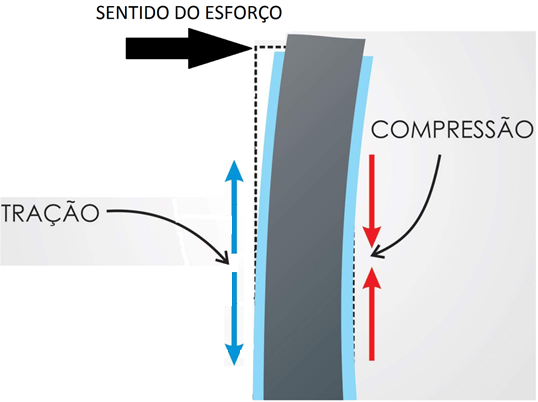 SENTIDO DO ESFORÇO
COMPRESSÃO
TRAÇÃO